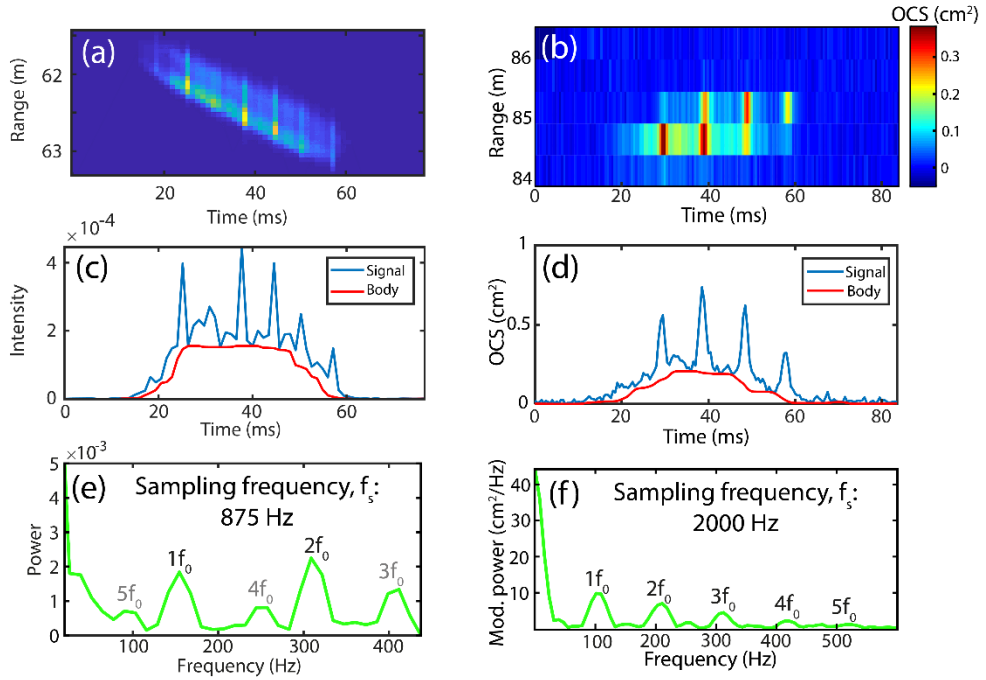 (a)
Range (m)
62
63
20
40
60
Time (ms)
(b)
OCS (cm²)
Range (m)
86
85
84
0
20
40
60
80
Time (ms)
0.3
0.2
0.1
0
× 10⁻⁴
(c)
Signal
Body
Intensity
4
2
0
0
20
40
60
Time (ms)
(d)
Signal
Body
OCS (cm²)
1
0.5
0
0
20
40
60
80
Time (ms)
×10⁻³
(e)
Sampling frequency, fₛ:
875 Hz
Power
5
4
3
2
1
0
5f₀
1f₀
4f₀
2f₀
3f₀
100
200
300
400
Frequency (Hz)
(f)
Sampling frequency, fₛ:
2000 Hz
Mod. power (cm²/Hz)
40
30
20
10
1f₀
2f₀
3f₀
4f₀
5f₀
100
200
300
400
500
Frequency (Hz)